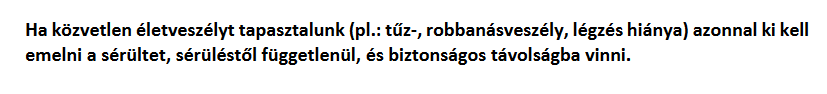 Ha közvetlen életveszélyt tapasztalunk (pl.: tűz-, robbanásveszély, légzés hiánya) azonnal ki kell
emelni a sérültet, sérüléstől függetlenül, és biztonságos távolságba vinni.